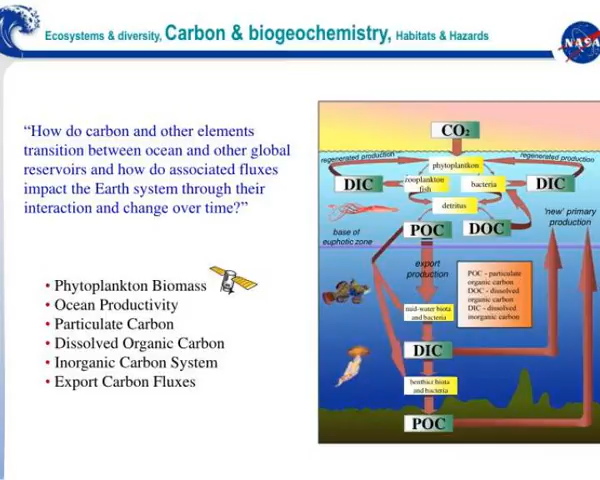 Ecosystems & diversity, Carbon & biogeochemistry, Habitats & Hazards
NASA
“How do carbon and other elements
transition between ocean and other global
reservoirs and how do associated fluxes
impact the Earth system through their
interaction and change over time?”
• Phytoplankton Biomass
• Ocean Productivity
• Particulate Carbon
• Dissolved Organic Carbon
• Inorganic Carbon System
• Export Carbon Fluxes
CO₂
regenerated production
regenerated production
phytoplankton
DIC
zooplankton
fish
bacteria
DIC
detritus
'new' primary
production
POC
DOC
base of
euphotic zone
export
production
POC - particulate
organic carbon
DOC - dissolved
organic carbon
DIC - dissolved
inorganic carbon
mid-water biota
and bacteria
DIC
benthic biota
and bacteria
POC